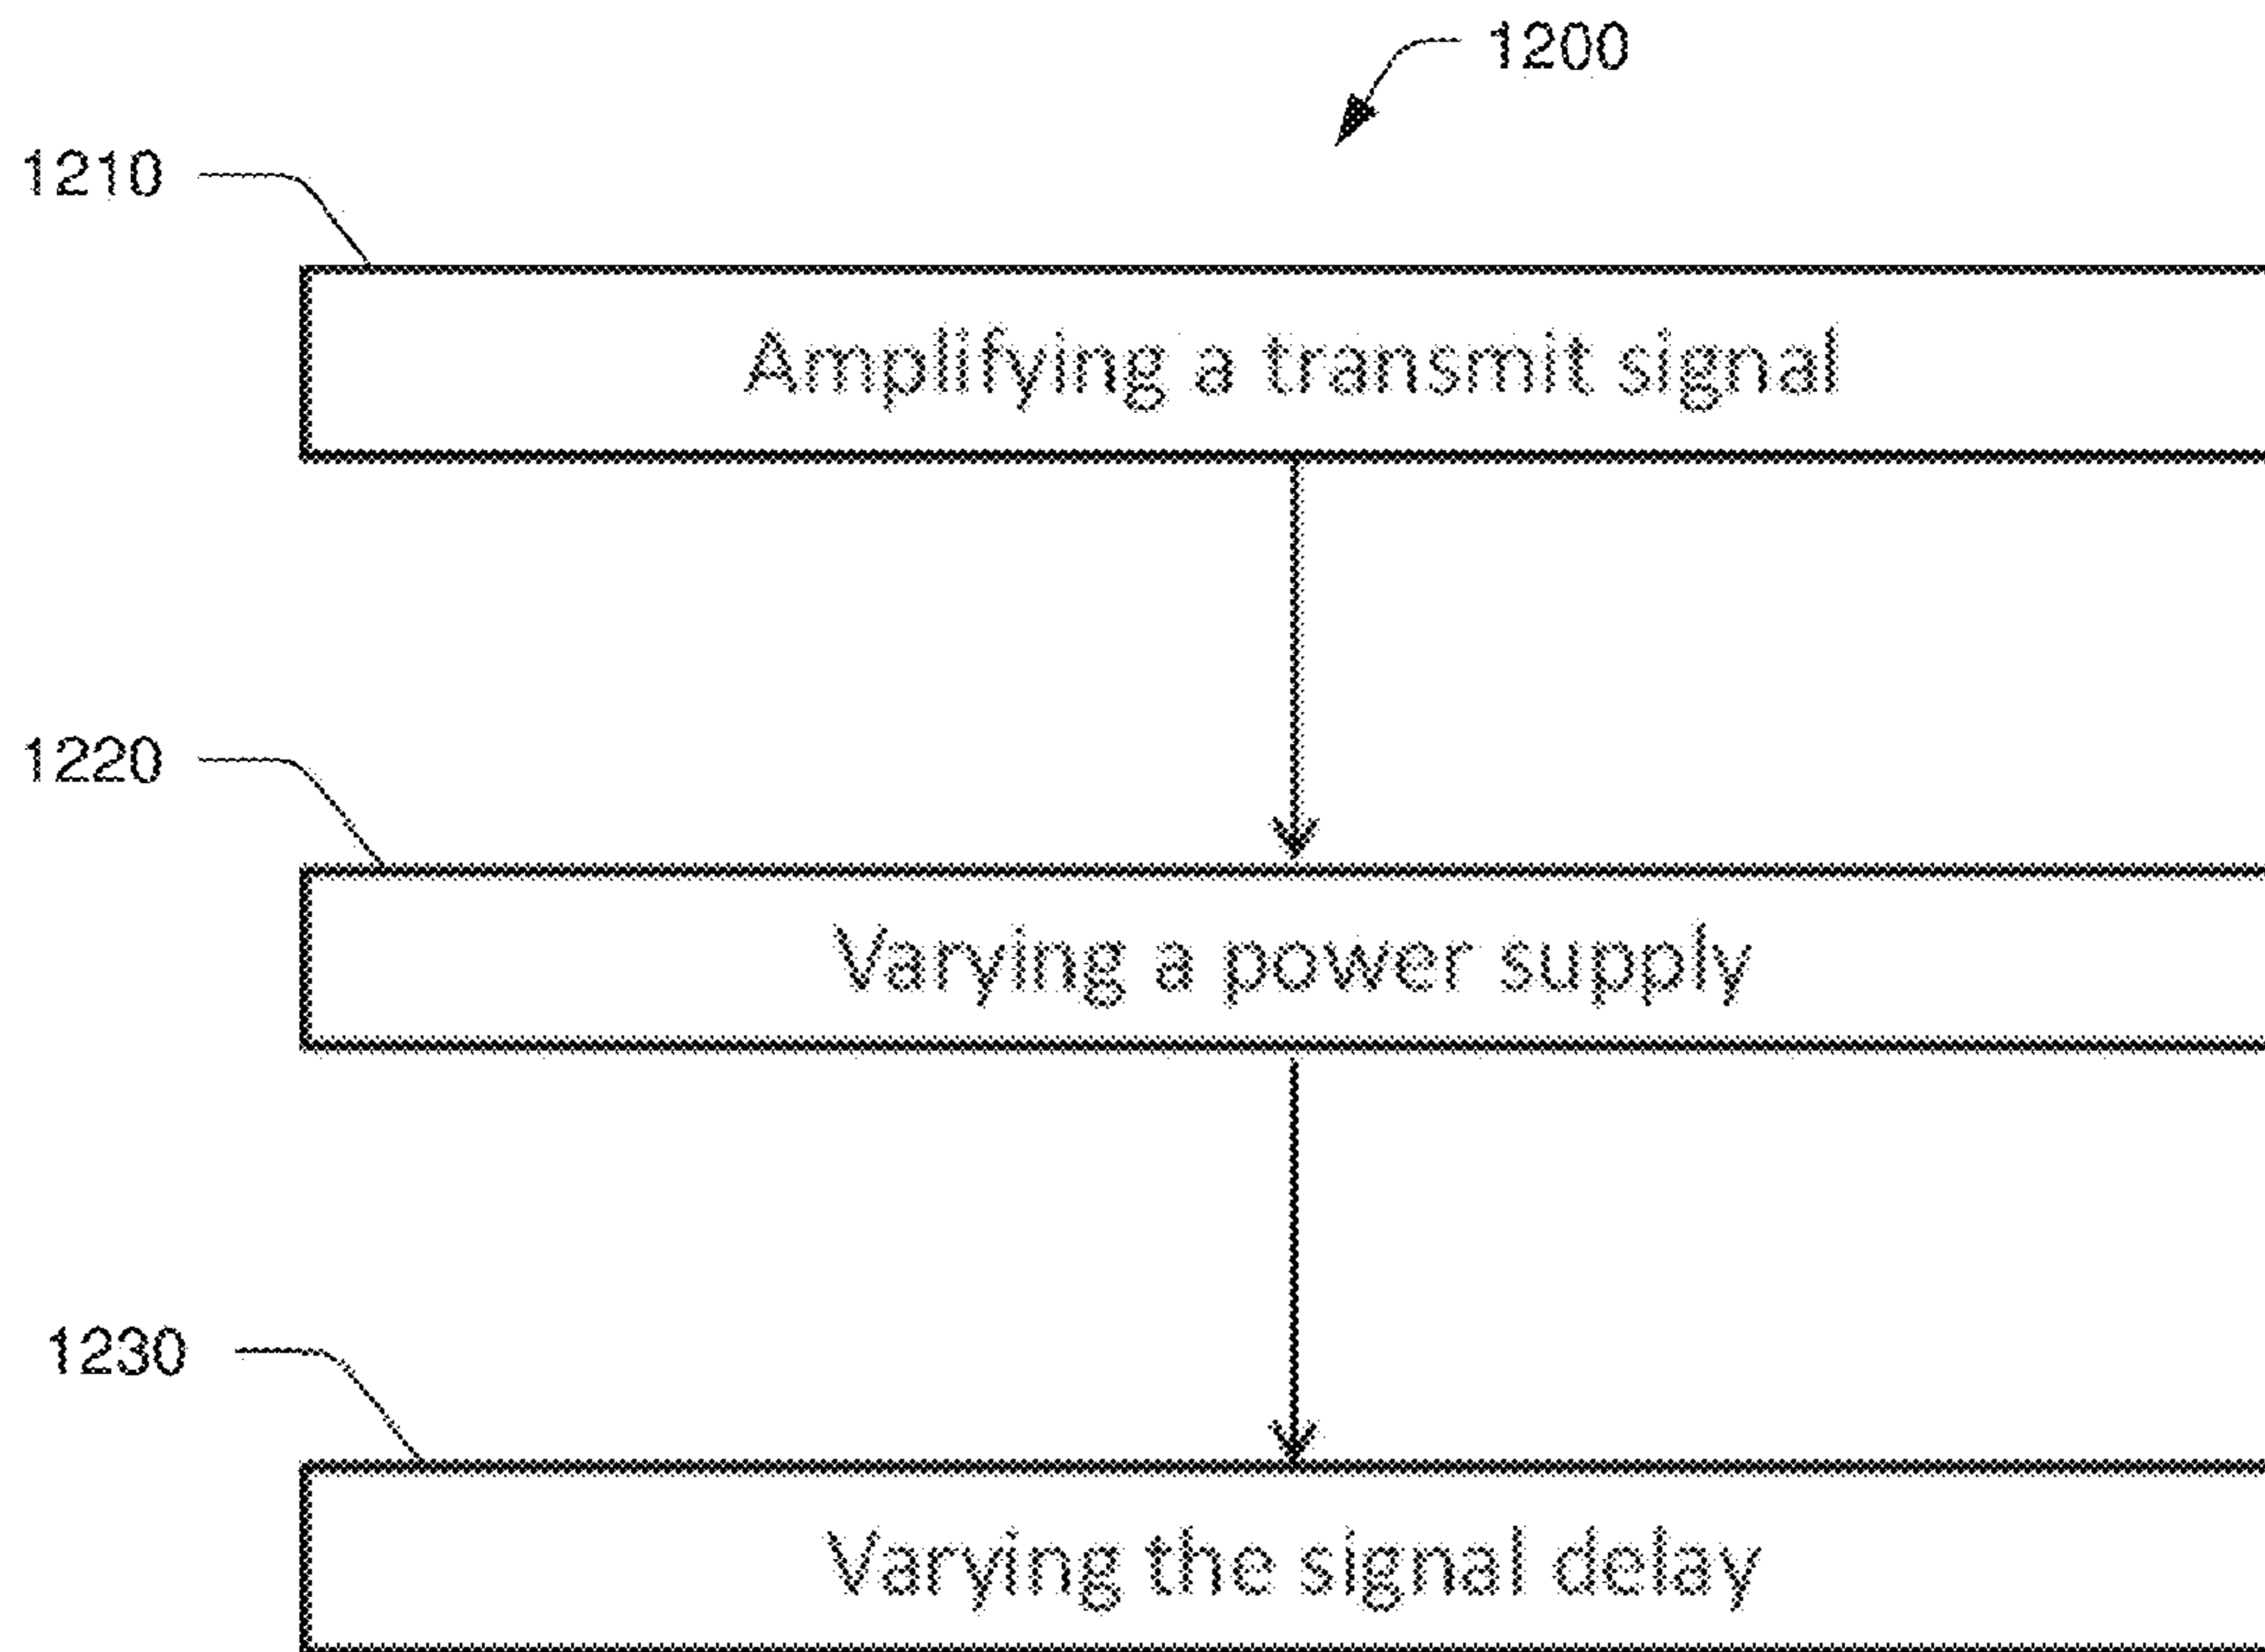 1200
1210
Amplifying a transmit signal
1220
Varying a power supply
1230
Varying the signal delay